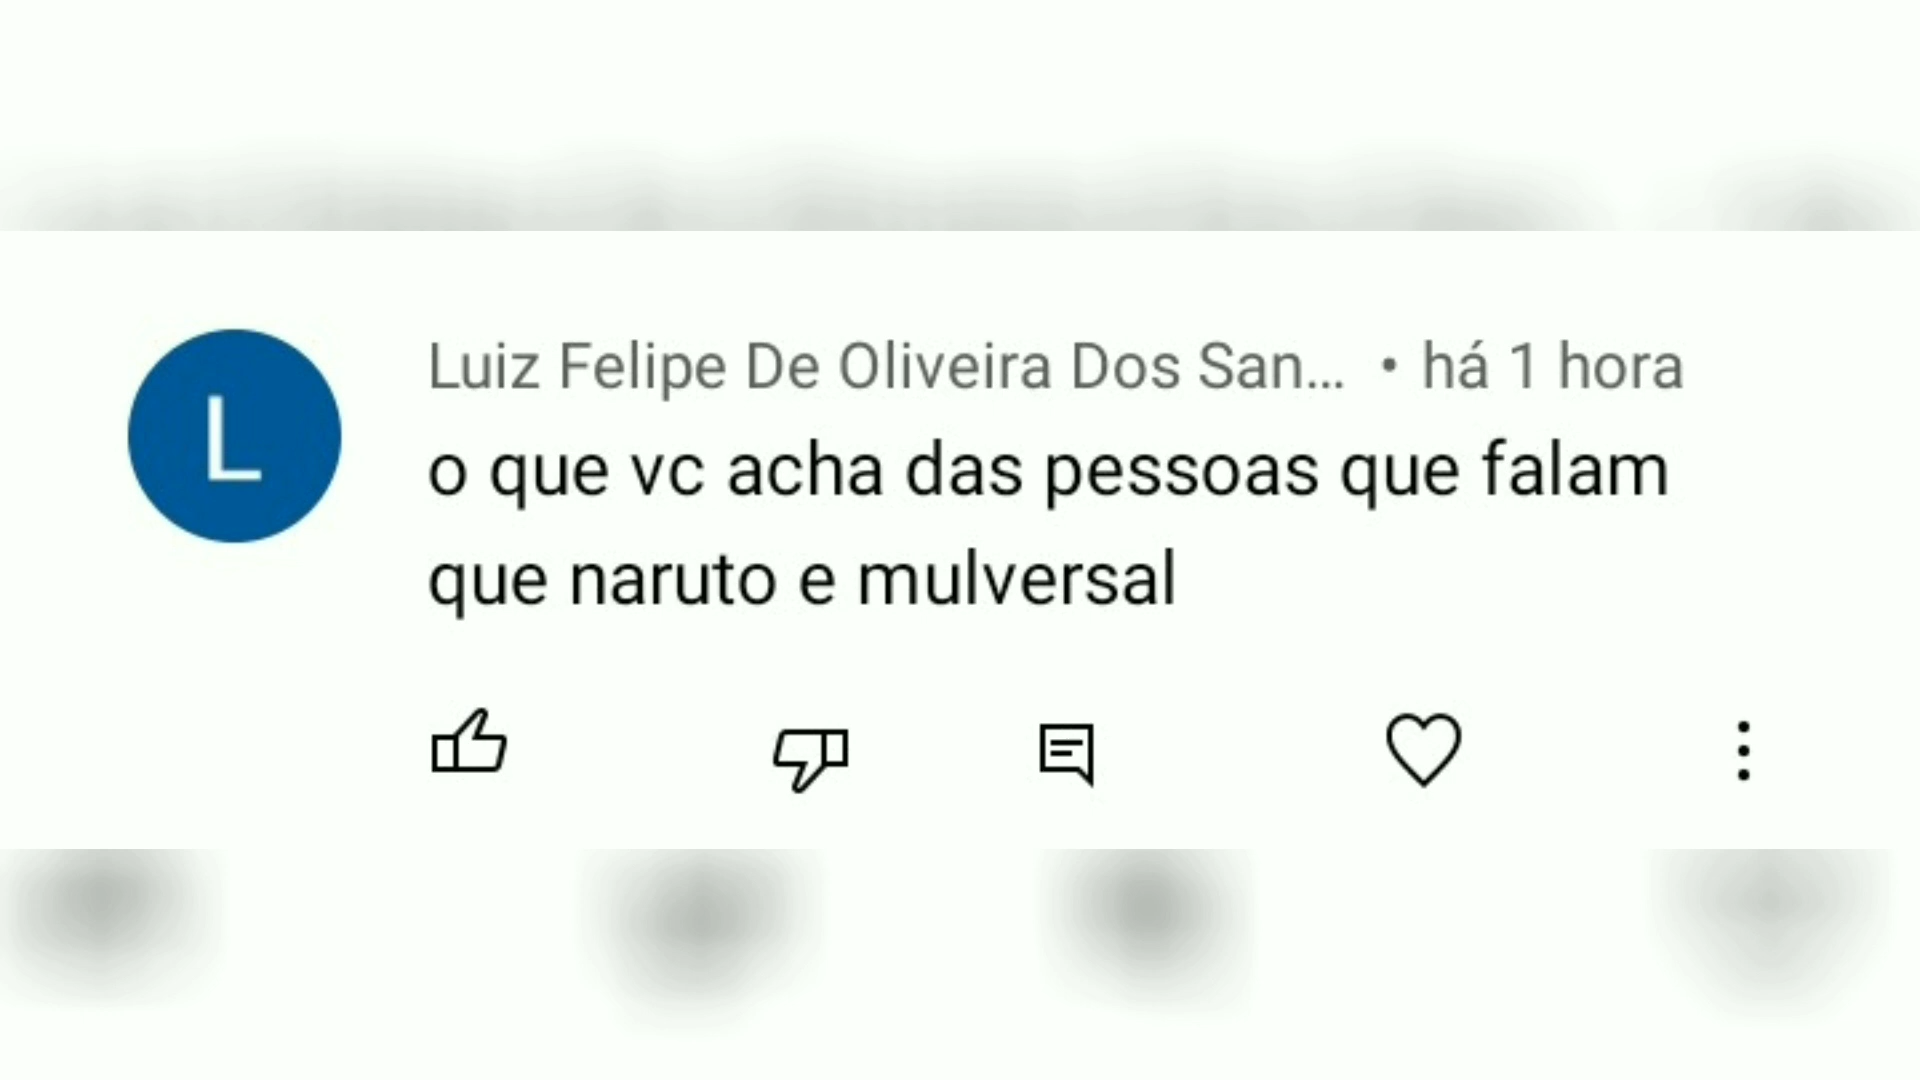 L
Luiz Felipe De Oliveira Dos San... • há 1 hora
o que vc acha das pessoas que falam
que naruto e mulversal